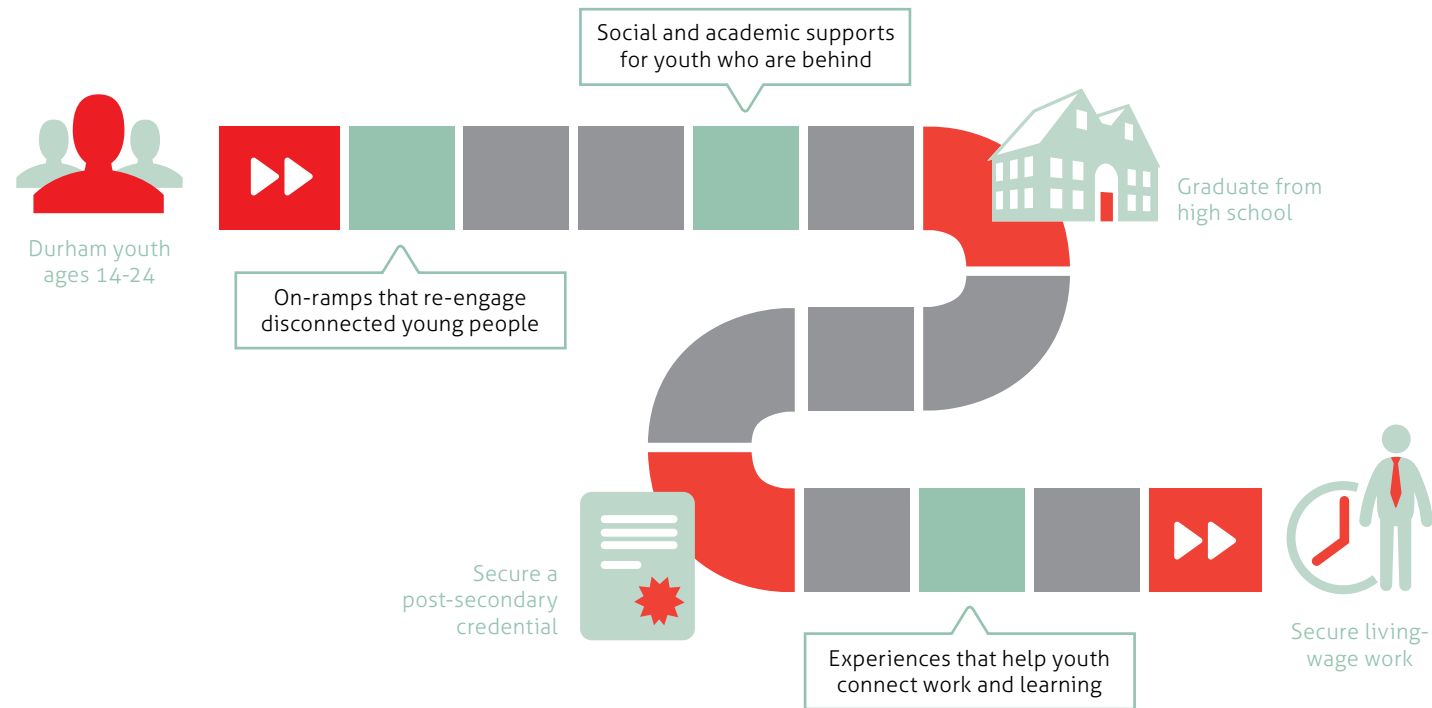 Social and academic supports
for youth who are behind
Durham youth
ages 14-24
On-ramps that re-engage
disconnected young people
Graduate from
high school
Secure a
post-secondary
credential
Experiences that help youth
connect work and learning
Secure living-
wage work